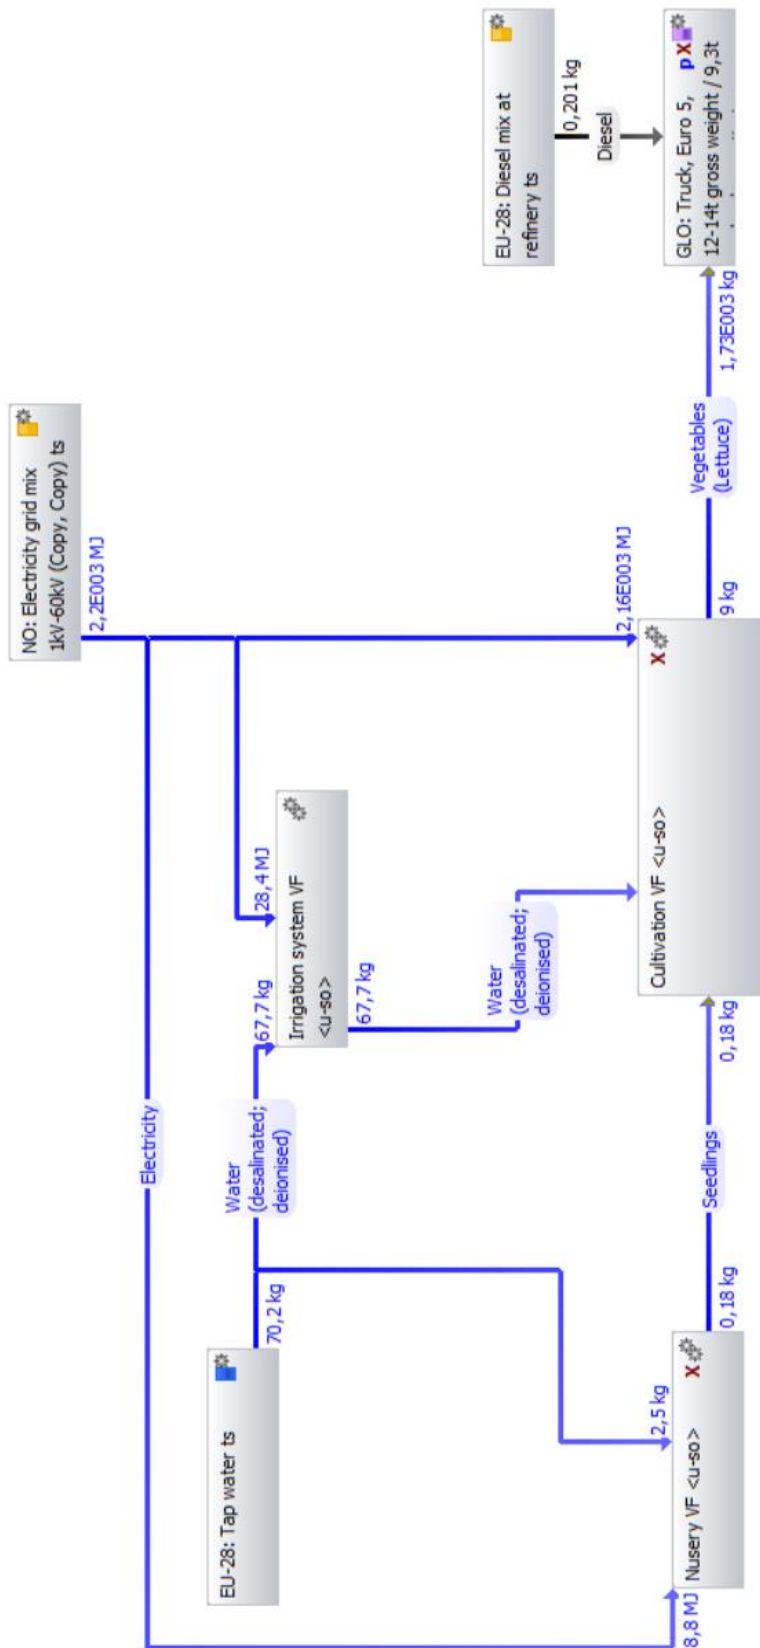 NO: Electricity grid mix
1kV-60kV (Copy, Copy) ts
2,2E003 MJ
EU-28: Diesel mix at
refinery ts
0,201 kg
Diesel
GLO: Truck, Euro 5,
12-14t gross weight / 9,3t
pX
1,73E003 kg
Vegetables
(Lettuce)
9 kg
2,16E003 MJ
Cultivation VF <u-so>
X
Electricity
28,4 MJ
Irrigation system VF
<u-so>
67,7 kg
67,7 kg
Water
(desalinated;
deionised)
Water
(desalinated;
deionised)
EU-28: Tap water ts
70,2 kg
2,5 kg
8,8 MJ
Nusery VF <u-so>
X
0,18 kg
Seedlings
0,18 kg